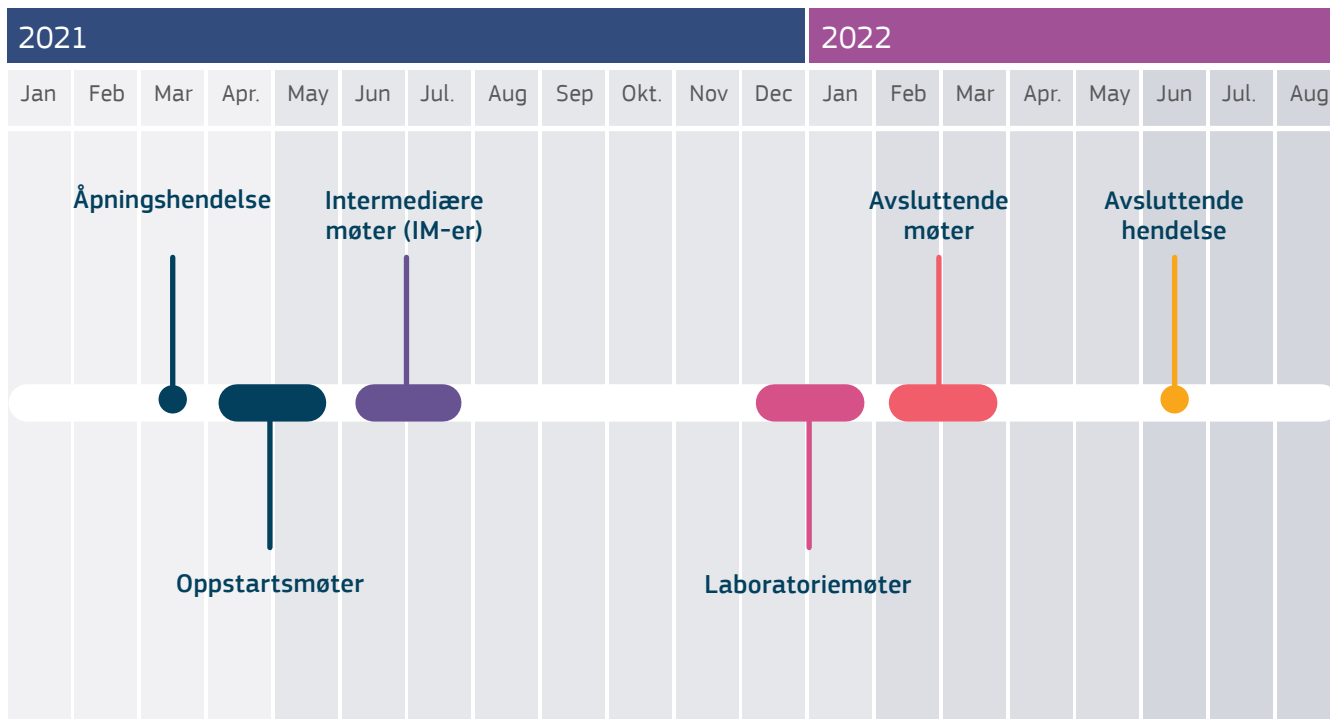 2021
2022
Jan Feb Mar Apr. May Jun Jul. Aug Sep Okt. Nov Dec Jan Feb Mar Apr. May Jun Jul. Aug
Åpningshendelse
Intermediære
møter (IM-er)
Avsluttende
møter
Avsluttende
hendelse
Oppstartsmøter
Laboratoriemøter